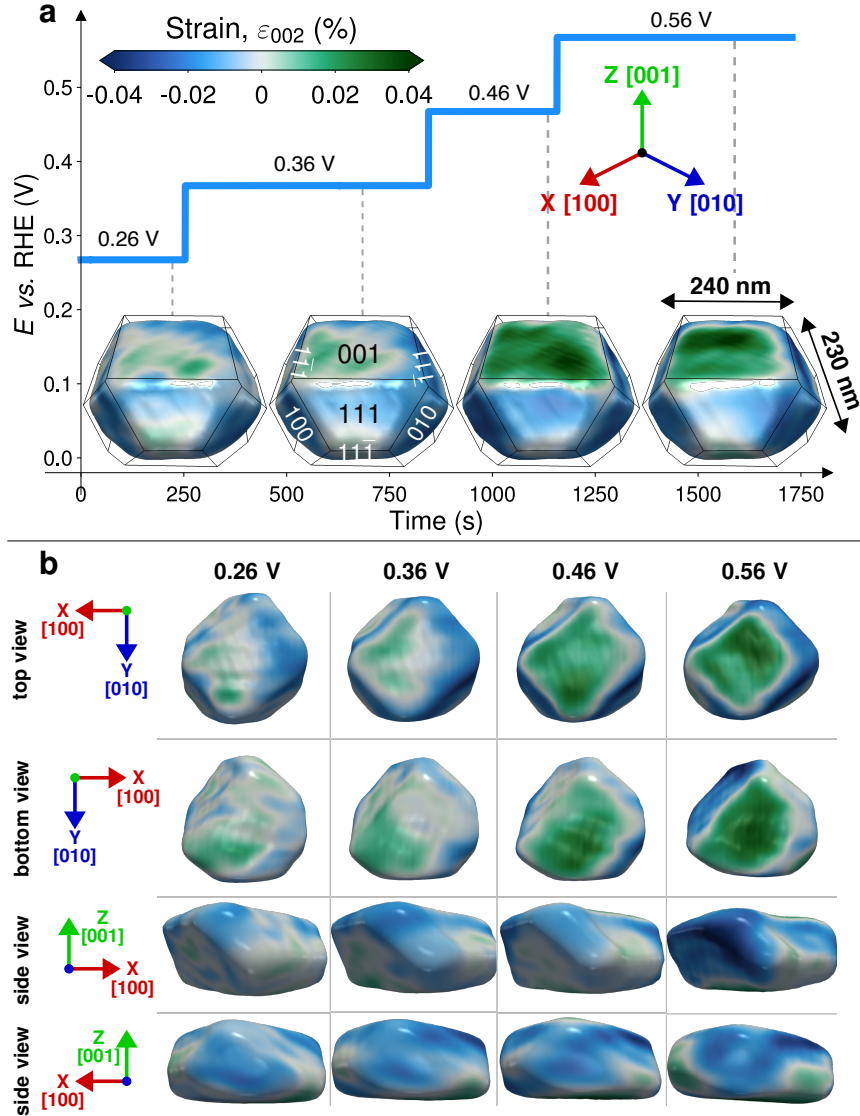 a
Strain, ε002 (%)
-0.04 -0.02 0 0.02 0.04
0.56 V
0.46 V
0.36 V
0.26 V
Z [001]
X [100]
Y [010]
E vs. RHE (V)
0.5
0.4
0.3
0.2
0.1
0.0
240 nm
230 nm
001
11̅1
1̅11
111
100
010
111̅
0 250 500 750 1000 1250 1500 1750
Time (s)
b
0.26 V 0.36 V 0.46 V 0.56 V
top view
X
[100]
Y
[010]
bottom view
X
[100]
Y
[010]
side view
Z
[001]
X
[100]
side view
Z
[001]
X
[100]